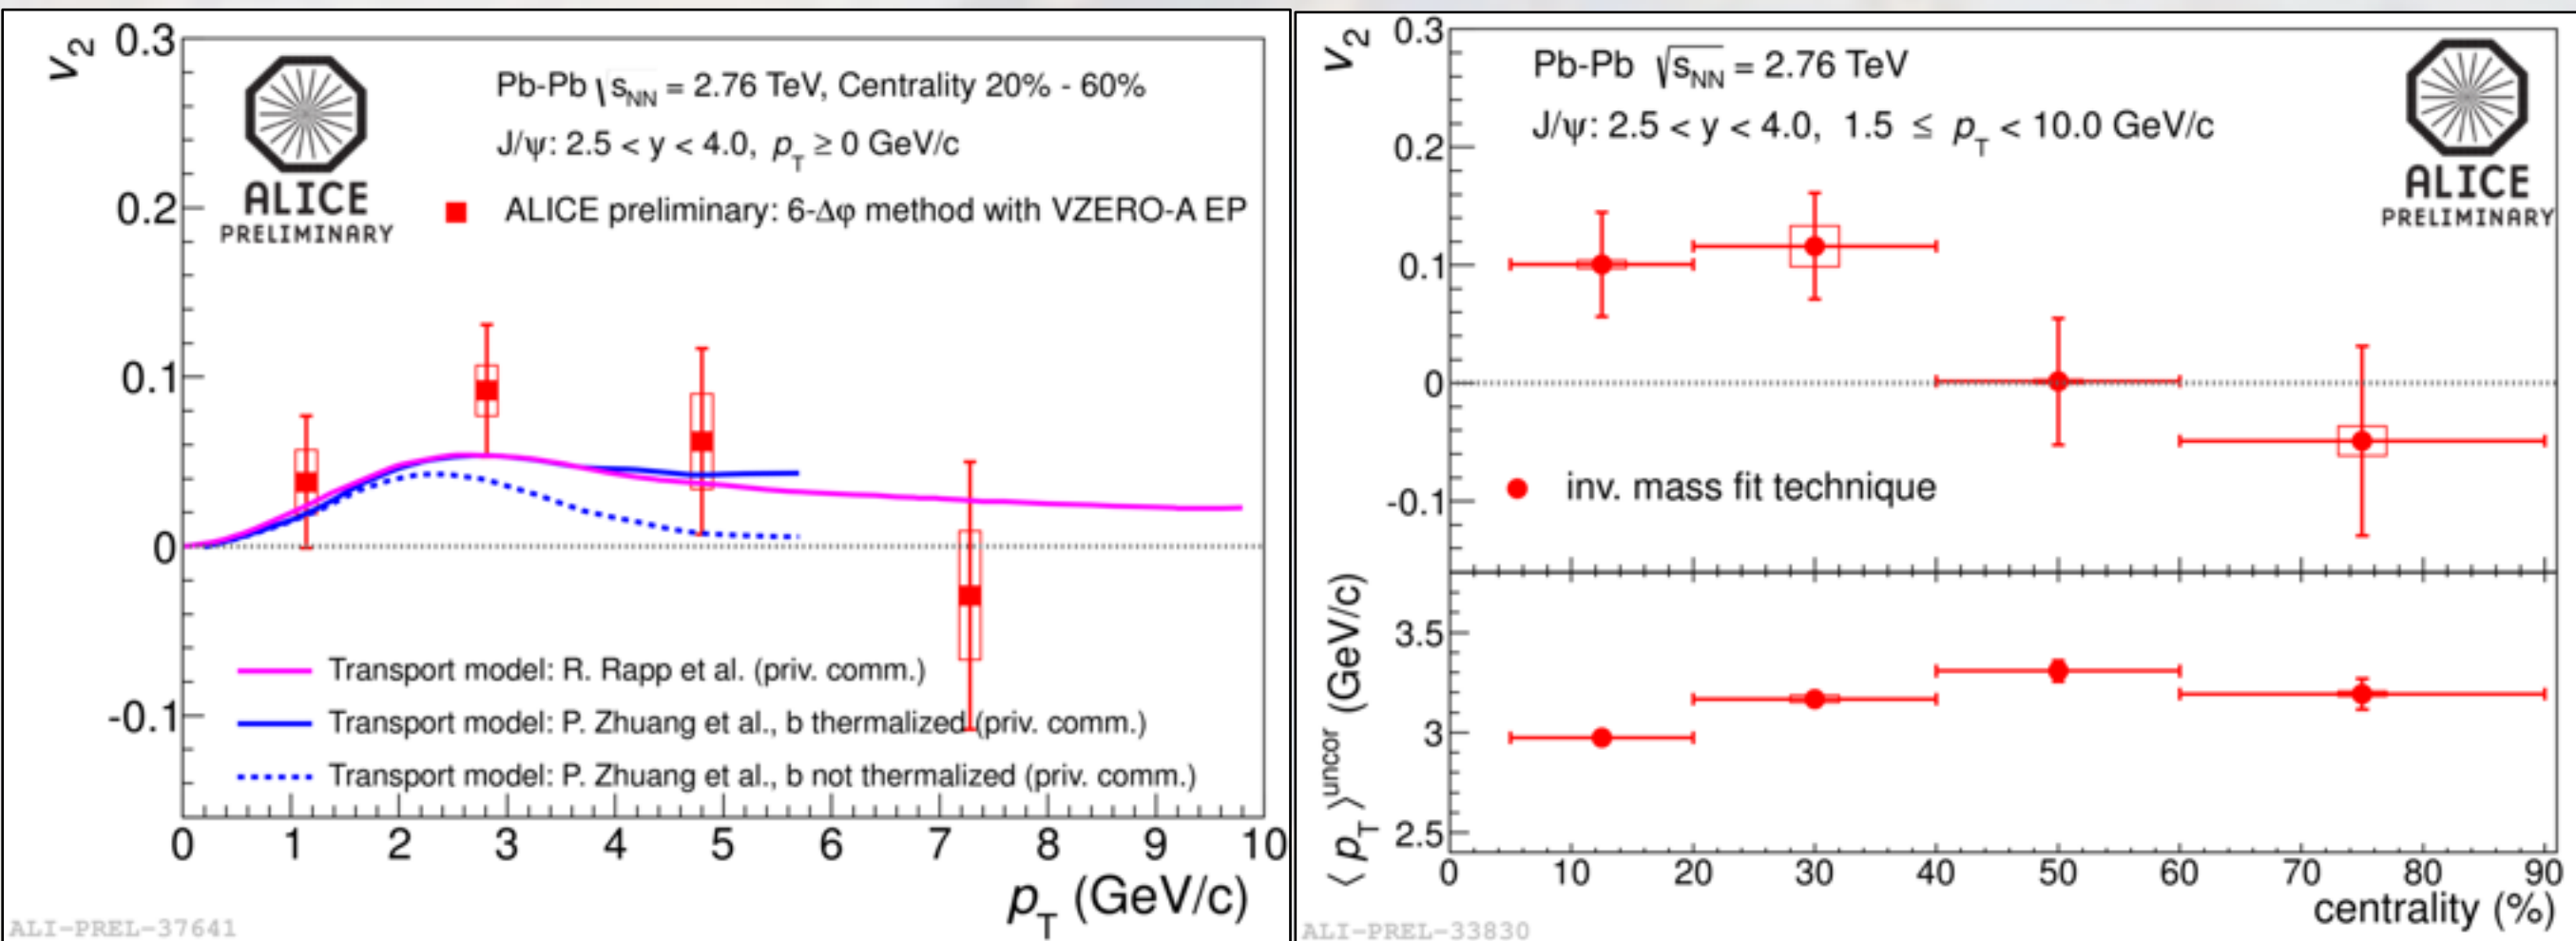 v2
0.3
0.2
0.1
0
-0.1
ALICE
PRELIMINARY
Pb-Pb √sNN = 2.76 TeV, Centrality 20% - 60%
J/ψ: 2.5 < y < 4.0, pT ≥ 0 GeV/c
ALICE preliminary: 6-Δφ method with VZERO-A EP
Transport model: R. Rapp et al. (priv. comm.)
Transport model: P. Zhuang et al., b thermalized (priv. comm.)
Transport model: P. Zhuang et al., b not thermalized (priv. comm.)
0 1 2 3 4 5 6 7 8 9 10
pT (GeV/c)
ALI-PREL-37641
v2
0.3
0.2
0.1
0
-0.1
Pb-Pb √sNN = 2.76 TeV
J/ψ: 2.5 < y < 4.0, 1.5 ≤ pT < 10.0 GeV/c
ALICE
PRELIMINARY
inv. mass fit technique
⟨pT⟩uncor (GeV/c)
3.5
3
2.5
0 10 20 30 40 50 60 70 80 90
centrality (%)
ALI-PREL-33830